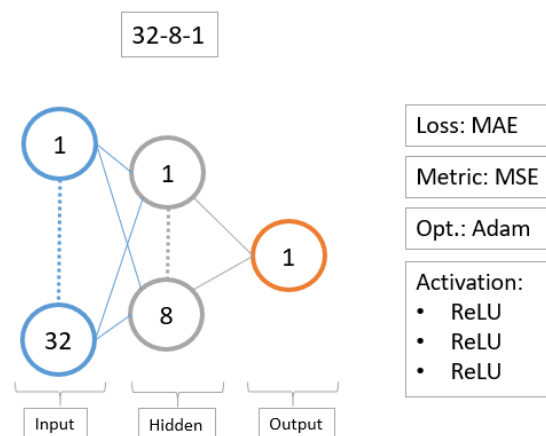 32-8-1
1
32
1
8
1
Input
Hidden
Output
Loss: MAE
Metric: MSE
Opt.: Adam
Activation:
• ReLU
• ReLU
• ReLU